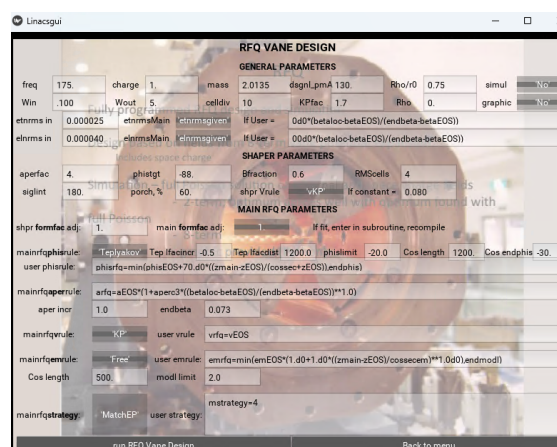 Linacsgui
RFQ VANE DESIGN
GENERAL PARAMETERS
freq 175. charge 1. mass 2.0135 dsgnl_pmA 130. Rho/r0 0.75 simul 'No'
Win .100 Wout 5. celldiv 10 KPfac 1.7 Rho 0. graphic 'No'
etnrms in 0.000025 etnrmsMain etnrmsgiven If User = 0d0*(betaloc-betaEOS)/(endbeta-betaEOS))
elnrms in 0.000040 elnrmsMain elnrmsgiven If User = 00d0*(betaloc-betaEOS)/(endbeta-betaEOS))
SHAPER PARAMETERS
aperfac 4. phistgt -88. Bfraction 0.6 RMSCells 4
siglint 180. porch, % 60. shpr Vrule 'vKP' If constant = 0.080
MAIN RFQ PARAMETERS
shpr formfac adj: 1. main formfac adj: 1. If fit, enter in subroutine, recompile
mainrfqphisrule: 'Teplyakov' Tep lfacincr -0.5 Tep lfacdist 1200.0 phislimit -20.0 Cos length 1200. Cos endphis -30.
user phisrule: phisrfq=min(phisEOS+70.d0*((zmain-zEOS)/(cossec+zEOS)),endphis)
mainrfqaperrule: arfq=aEOS*(1+aperc3*((betaloc-betaEOS)/(endbeta-betaEOS))**1.0)
aper incr 1.0 endbeta 0.073
mainrfqvrule: 'KP' user vrule vrfq=vEOS
mainrfqemrule: 'Free' user emrule: emrfq=min(emEOS*(1.d0+1.d0*((zmain-zEOS)/cossecem)**1.0d0),endmodl)
Cos length 500. modl limit 2.0
mainrfqstrategy: 'MatchEP' user strategy: mstrategy=4
run RFQ Vane Design Back to menu